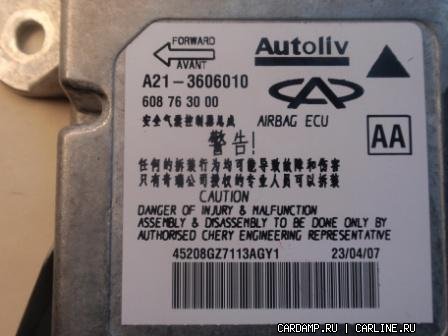 FORWARD
AVANT
Autoliv
A21-3606010
608 76 30 00
安全气囊控制器总成
AIRBAG ECU
AA
警告!
任何的拆装行为均可能导致故障和伤害
只有奇瑞公司授权的专业人员可以拆装
CAUTION
DANGER OF INJURY & MALFUNCTION
ASSEMBLY & DISASSEMBLY TO BE DONE ONLY BY
AUTHORISED CHERY ENGINEERING REPRESENTATIVE
45208GZ7113AGY1
23/04/07
CARDAMP.RU / CARLINE.RU